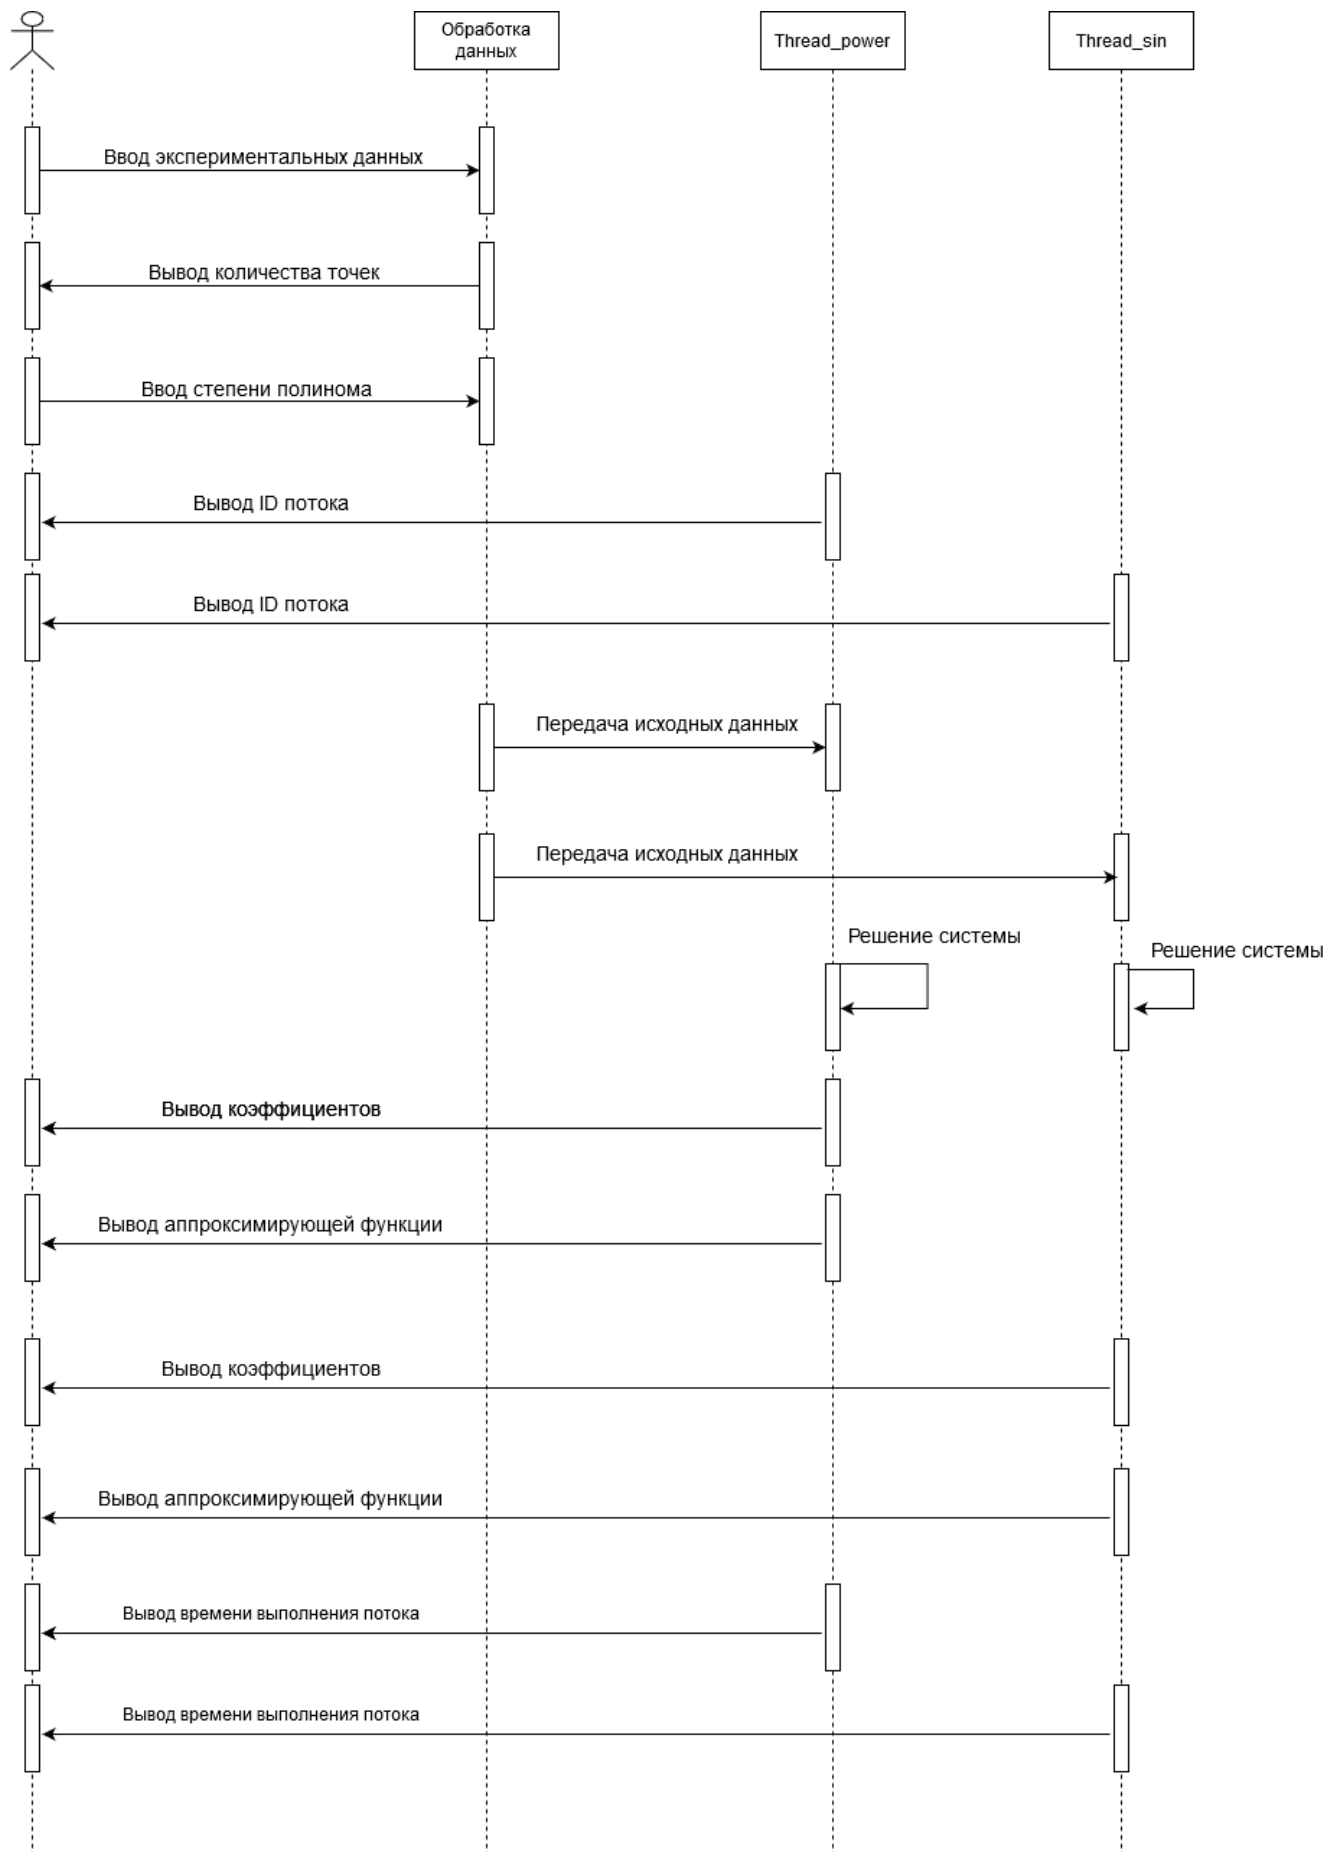 Обработка
данных
Thread_power
Thread_sin
Ввод экспериментальных данных
Вывод количества точек
Ввод степени полинома
Вывод ID потока
Вывод ID потока
Передача исходных данных
Передача исходных данных
Решение системы
Решение системы
Вывод коэффициентов
Вывод аппроксимирующей функции
Вывод коэффициентов
Вывод аппроксимирующей функции
Вывод времени выполнения потока
Вывод времени выполнения потока